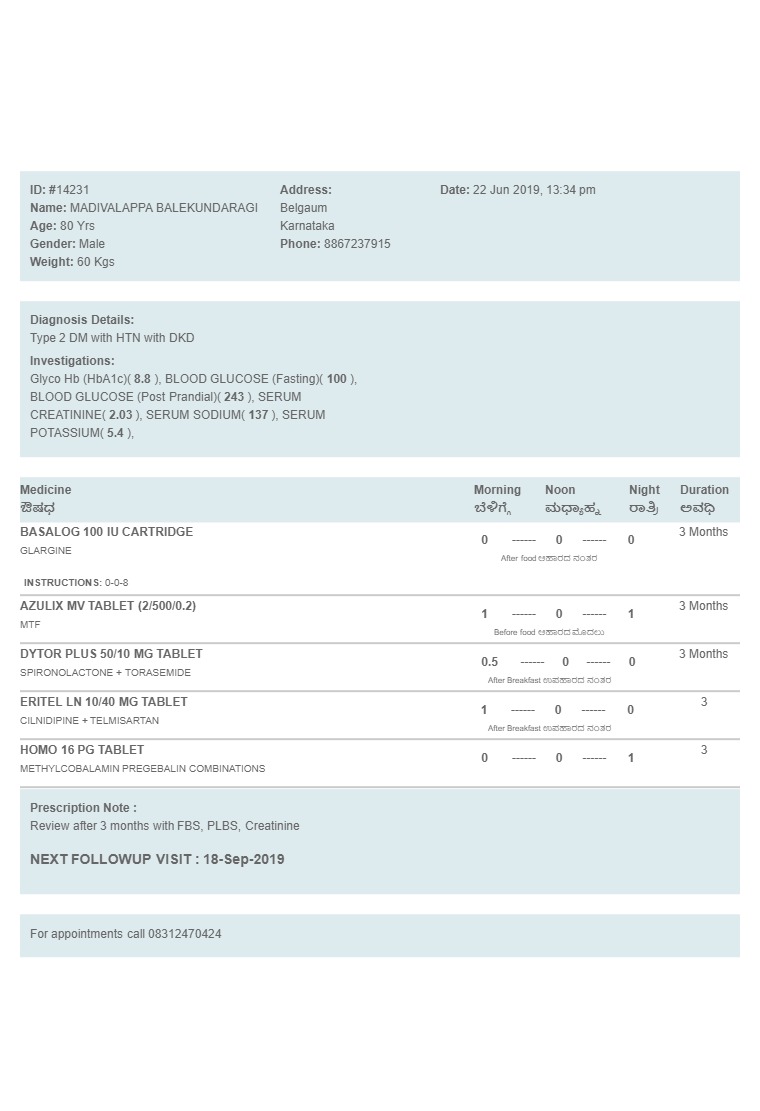 ID: #14231
Name: MADIVALAPPA BALEKUNDARAGI
Age: 80 Yrs
Gender: Male
Weight: 60 Kgs
Address:
Belgaum
Karnataka
Phone: 8867237915
Date: 22 Jun 2019, 13:34 pm
Diagnosis Details:
Type 2 DM with HTN with DKD
Investigations:
Glyco Hb (HbA1c)( 8.8 ), BLOOD GLUCOSE (Fasting)( 100 ),
BLOOD GLUCOSE (Post Prandial)( 243 ), SERUM
CREATININE( 2.03 ), SERUM SODIUM( 137 ), SERUM
POTASSIUM( 5.4 ),
Medicine Morning Noon Night Duration
ಔಷಧ ಬೆಳಿಗ್ಗೆ ಮಧ್ಯಾಹ್ನ ರಾತ್ರಿ ಅವಧಿ
BASALOG 100 IU CARTRIDGE 0 ------ 0 ------ 0 3 Months
GLARGINE After food ಆಹಾರದ ನಂತರ
INSTRUCTIONS: 0-0-8
AZULIX MV TABLET (2/500/0.2) 1 ------ 0 ------ 1 3 Months
MTF Before food ಆಹಾರದ ಮೊದಲು
DYTOR PLUS 50/10 MG TABLET 0.5 ------ 0 ------ 0 3 Months
SPIRONOLACTONE + TORASEMIDE After Breakfast ಉಪಹಾರದ ನಂತರ
ERITEL LN 10/40 MG TABLET 1 ------ 0 ------ 0 3
CILNIDIPINE + TELMISARTAN After Breakfast ಉಪಹಾರದ ನಂತರ
HOMO 16 PG TABLET 0 ------ 0 ------ 1 3
METHYLCOBALAMIN PREGEBALIN COMBINATIONS
Prescription Note :
Review after 3 months with FBS, PLBS, Creatinine
NEXT FOLLOWUP VISIT : 18-Sep-2019
For appointments call 08312470424